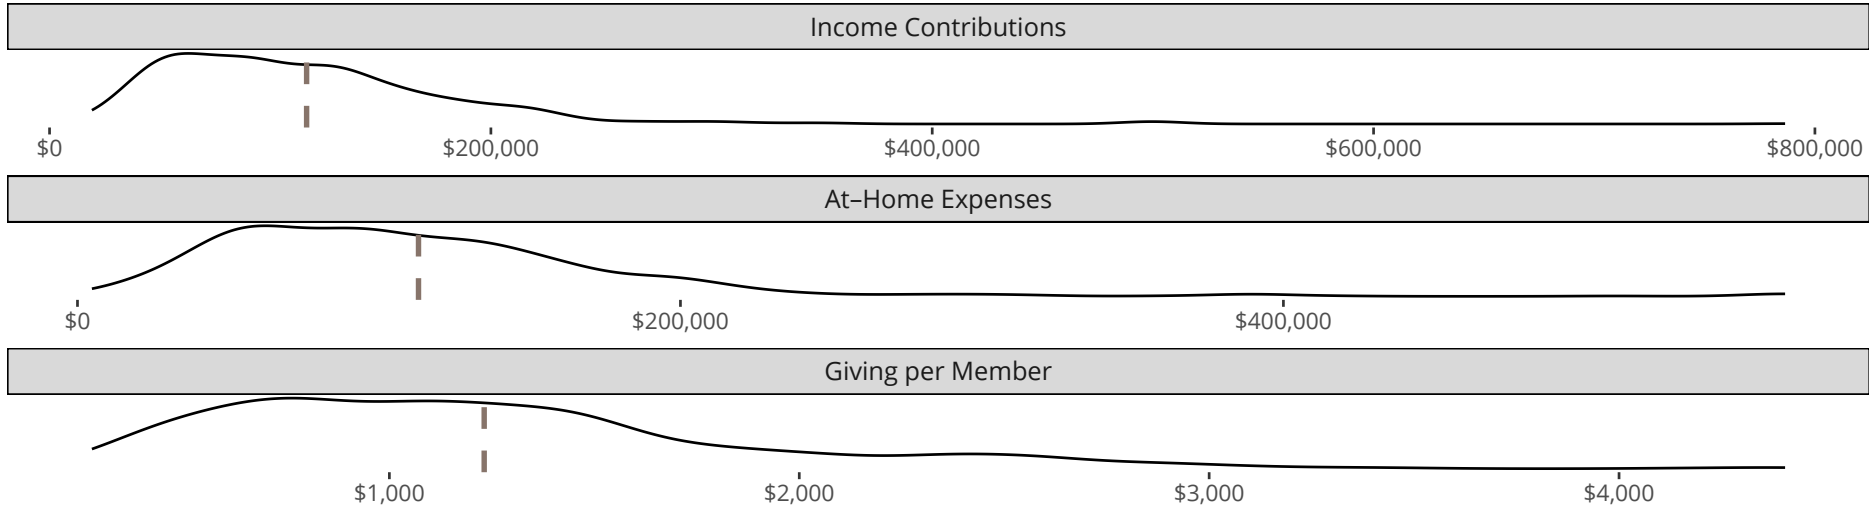 Income Contributions
$0 $200,000 $400,000 $600,000 $800,000
At–Home Expenses
$0 $200,000 $400,000
Giving per Member
$1,000 $2,000 $3,000 $4,000